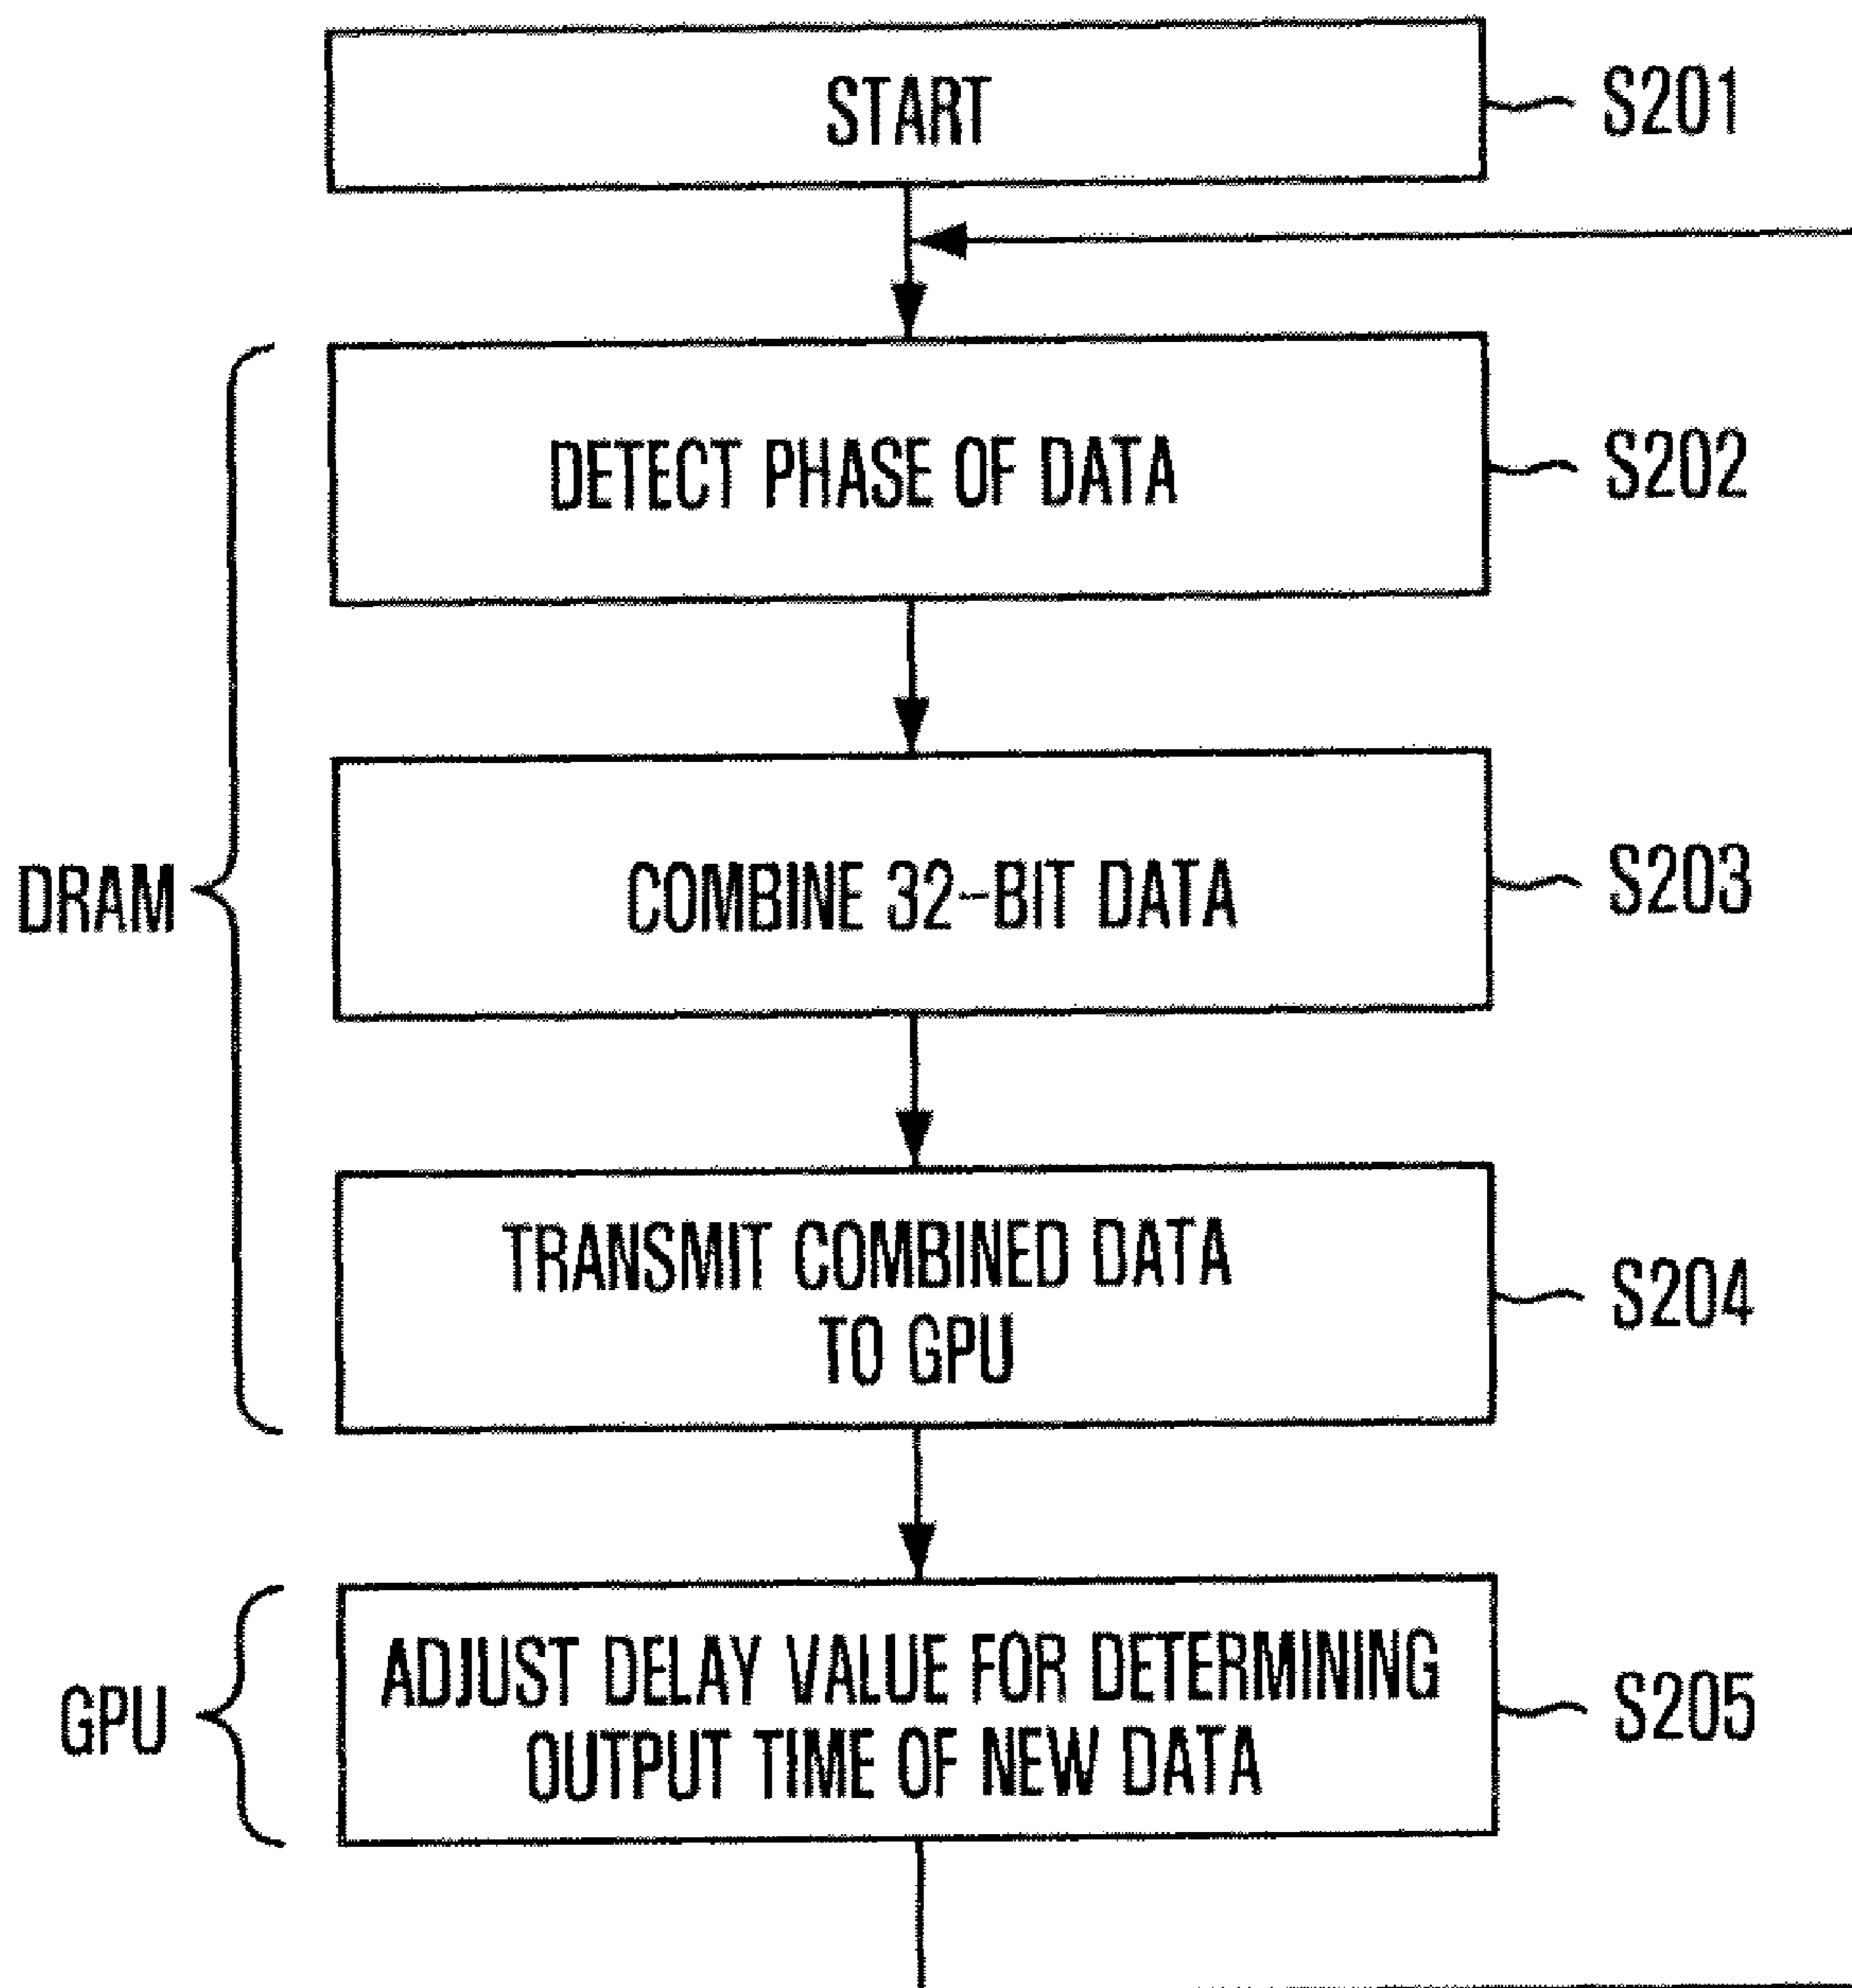 START
S201
DETECT PHASE OF DATA
S202
DRAM
COMBINE 32-BIT DATA
S203
TRANSMIT COMBINED DATA
TO GPU
S204
GPU
ADJUST DELAY VALUE FOR DETERMINING
OUTPUT TIME OF NEW DATA
S205